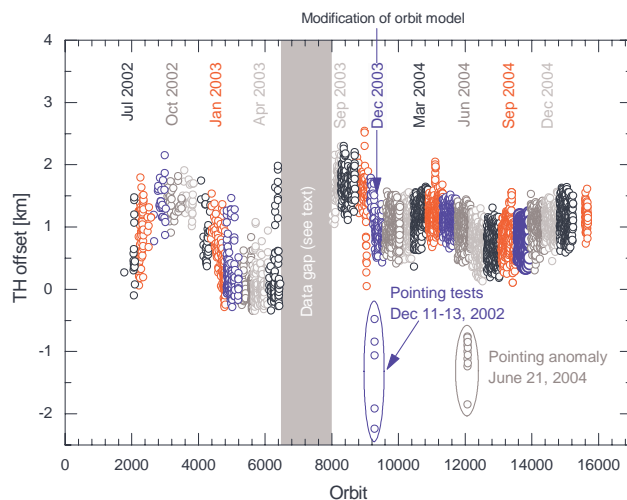 Modification of orbit model
4
3
2
1
0
-1
-2
TH offset [km]
Jul 2002
Oct 2002
Jan 2003
Apr 2003
Sep 2003
Dec 2003
Mar 2004
Jun 2004
Sep 2004
Dec 2004
Data gap (see text)
Pointing tests
Dec 11-13, 2002
Pointing anomaly
June 21, 2004
0
2000
4000
6000
8000
10000
12000
14000
16000
Orbit